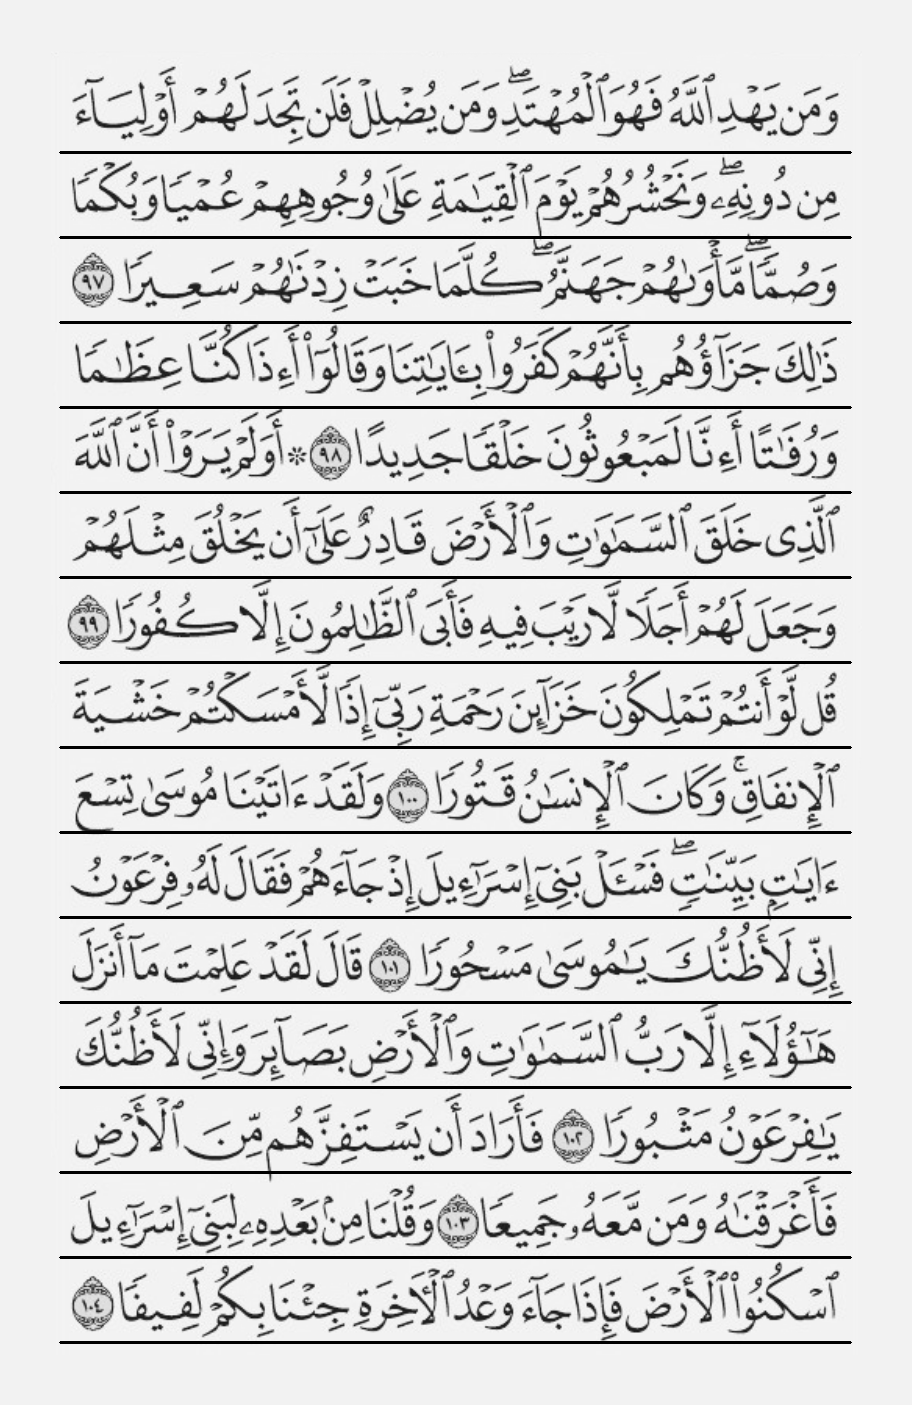 وَمَن يَهْدِ ٱللَّهُ فَهُوَ ٱلْمُهْتَدِۖ وَمَن يُضْلِلْ فَلَن تَجِدَ لَهُمْ أَوْلِيَآءَ
مِن دُونِهِۦۖ وَنَحْشُرُهُمْ يَوْمَ ٱلْقِيَٰمَةِ عَلَىٰ وُجُوهِهِمْ عُمْيًا وَبُكْمًا
وَصُمًّاۖ مَّأْوَىٰهُمْ جَهَنَّمُۖ كُلَّمَا خَبَتْ زِدْنَٰهُمْ سَعِيرًا ٩٧
ذَٰلِكَ جَزَآؤُهُم بِأَنَّهُمْ كَفَرُوا۟ بِـَٔايَٰتِنَا وَقَالُوٓا۟ أَءِذَا كُنَّا عِظَٰمًا
وَرُفَٰتًا أَءِنَّا لَمَبْعُوثُونَ خَلْقًا جَدِيدًا ٩٨ ۞ أَوَلَمْ يَرَوْا۟ أَنَّ ٱللَّهَ
ٱلَّذِى خَلَقَ ٱلسَّمَٰوَٰتِ وَٱلْأَرْضَ قَادِرٌ عَلَىٰٓ أَن يَخْلُقَ مِثْلَهُمْ
وَجَعَلَ لَهُمْ أَجَلًا لَّا رَيْبَ فِيهِ فَأَبَى ٱلظَّٰلِمُونَ إِلَّا كُفُورًا ٩٩
قُل لَّوْ أَنتُمْ تَمْلِكُونَ خَزَآئِنَ رَحْمَةِ رَبِّىٓ إِذًا لَّأَمْسَكْتُمْ خَشْيَةَ
ٱلْإِنفَاقِۚ وَكَانَ ٱلْإِنسَٰنُ قَتُورًا ١٠٠ وَلَقَدْ ءَاتَيْنَا مُوسَىٰ تِسْعَ
ءَايَٰتٍۭ بَيِّنَٰتٍۖ فَسْـَٔلْ بَنِىٓ إِسْرَٰٓءِيلَ إِذْ جَآءَهُمْ فَقَالَ لَهُۥ فِرْعَوْنُ
إِنِّى لَأَظُنُّكَ يَٰمُوسَىٰ مَسْحُورًا ١٠١ قَالَ لَقَدْ عَلِمْتَ مَآ أَنزَلَ
هَٰٓؤُلَآءِ إِلَّا رَبُّ ٱلسَّمَٰوَٰتِ وَٱلْأَرْضِ بَصَآئِرَ وَإِنِّى لَأَظُنُّكَ
يَٰفِرْعَوْنُ مَثْبُورًا ١٠٢ فَأَرَادَ أَن يَسْتَفِزَّهُم مِّنَ ٱلْأَرْضِ
فَأَغْرَقْنَٰهُ وَمَن مَّعَهُۥ جَمِيعًا ١٠٣ وَقُلْنَا مِنۢ بَعْدِهِۦ لِبَنِىٓ إِسْرَٰٓءِيلَ
ٱسْكُنُوا۟ ٱلْأَرْضَ فَإِذَا جَآءَ وَعْدُ ٱلْـَٔاخِرَةِ جِئْنَا بِكُمْ لَفِيفًا ١٠٤